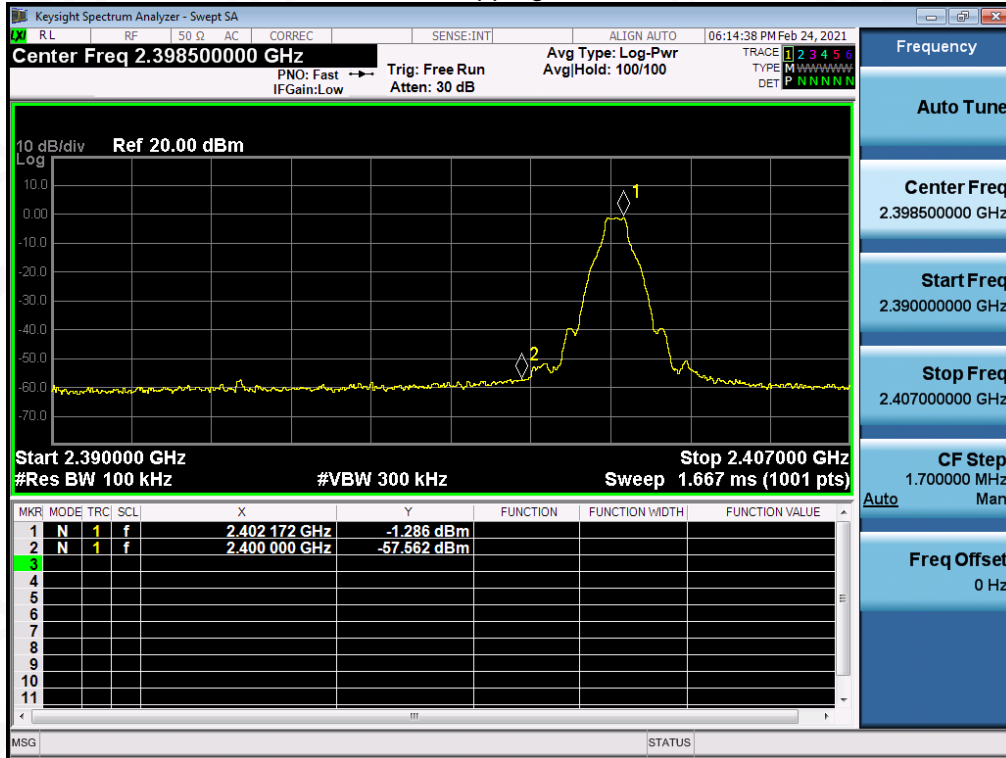 Keysight Spectrum Analyzer - Swept SA
LXI RL RF 50 Ω AC CORREC SENSE:INT ALIGN AUTO 06:14:38 PM Feb 24, 2021
Center Freq 2.398500000 GHz
PNO: Fast
IFGain:Low
Trig: Free Run
Atten: 30 dB
Avg Type: Log-Pwr
Avg|Hold: 100/100
TRACE 1 2 3 4 5 6
TYPE M WWWWW
DET P N N N N N
10 dB/div Ref 20.00 dBm
Log
10.0
0.00
-10.0
-20.0
-30.0
-40.0
-50.0
-60.0
-70.0
1
2
Start 2.390000 GHz Stop 2.407000 GHz
#Res BW 100 kHz #VBW 300 kHz Sweep 1.667 ms (1001 pts)
MKR MODE TRC SCL X Y FUNCTION FUNCTION WIDTH FUNCTION VALUE
1 N 1 f 2.402 172 GHz -1.286 dBm
2 N 1 f 2.400 000 GHz -57.562 dBm
3
4
5
6
7
8
9
10
11
MSG STATUS
Frequency
Auto Tune
Center Freq
2.398500000 GHz
Start Freq
2.390000000 GHz
Stop Freq
2.407000000 GHz
CF Step
1.700000 MHz
Auto Man
Freq Offset
0 Hz